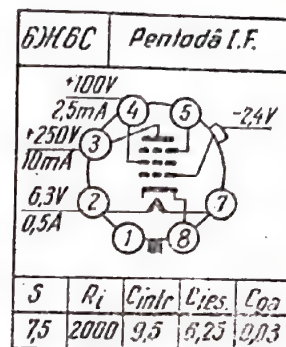 6Ж6С Pentodă I.F.
+100V
2,5mA
-2,4V
4 5
+250V
10mA
3
6,3V
0,5A
2 7
1 8
S Ri Cintr Cieș. Cga
7,5 2000 9,5 6,25 0,03